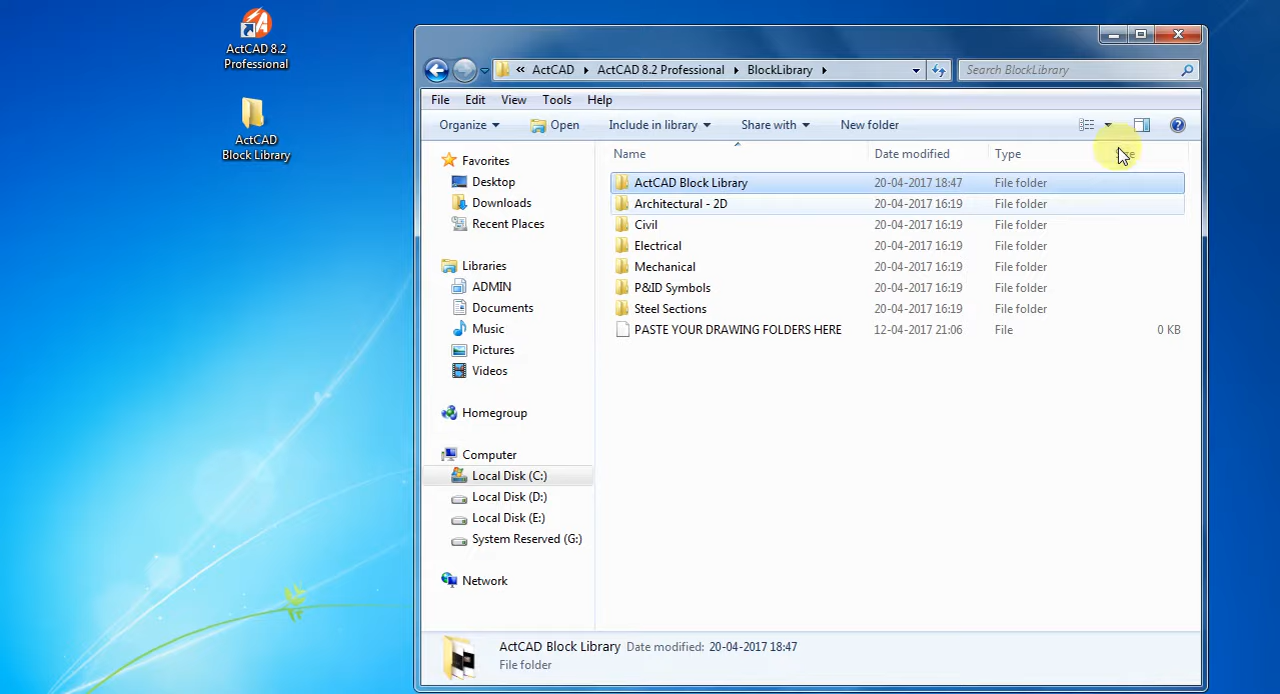 ActCAD 8.2
Professional
ActCAD
Block Library
« ActCAD ActCAD 8.2 Professional BlockLibrary
Search BlockLibrary
File Edit View Tools Help
Organize Open Include in library Share with New folder
Name Date modified Type
Favorites
Desktop
Downloads
Recent Places
Libraries
ADMIN
Documents
Music
Pictures
Videos
Homegroup
Computer
Local Disk (C:)
Local Disk (D:)
Local Disk (E:)
System Reserved (G:)
Network
ActCAD Block Library 20-04-2017 18:47 File folder
Architectural - 2D 20-04-2017 16:19 File folder
Civil 20-04-2017 16:19 File folder
Electrical 20-04-2017 16:19 File folder
Mechanical 20-04-2017 16:19 File folder
P&ID Symbols 20-04-2017 16:19 File folder
Steel Sections 20-04-2017 16:19 File folder
PASTE YOUR DRAWING FOLDERS HERE 12-04-2017 21:06 File 0 KB
ActCAD Block Library Date modified: 20-04-2017 18:47
File folder